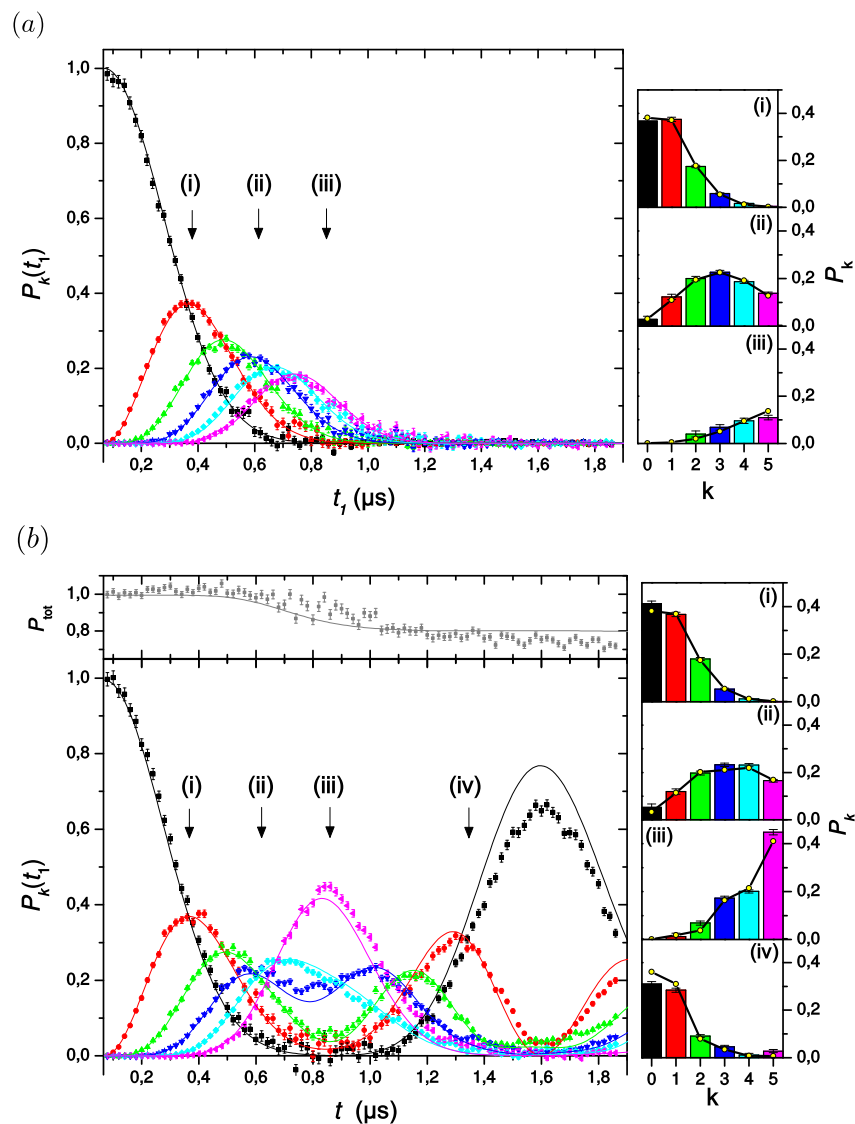 (a)
1,0
0,8
0,6
0,4
0,2
0,0
P_k(t_1)
(i) (ii) (iii)
0,2 0,4 0,6 0,8 1,0 1,2 1,4 1,6 1,8
t_1 (µs)
(i)
0,4
0,2
0,0
(ii)
0,4
0,2
0,0
(iii)
0,4
0,2
0,0
P_k
0 1 2 3 4 5
k
(b)
1,0
0,8
P_tot
1,0
0,8
0,6
0,4
0,2
0,0
P_k(t_1)
(i) (ii) (iii) (iv)
0,2 0,4 0,6 0,8 1,0 1,2 1,4 1,6 1,8
t (µs)
(i)
0,4
0,2
0,0
(ii)
0,4
0,2
0,0
(iii)
0,4
0,2
0,0
(iv)
0,4
0,2
0,0
P_k
0 1 2 3 4 5
k